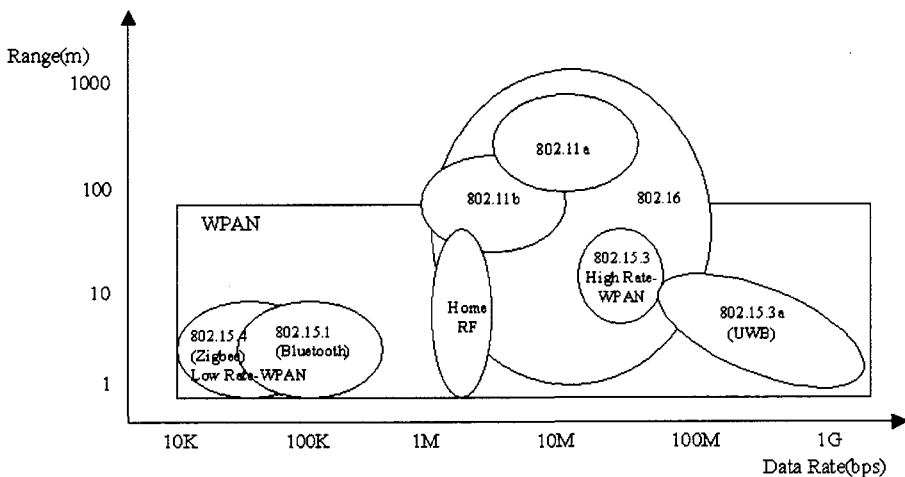 Range(m)
1000
100
10
1
WPAN
802.11a
802.11b
802.16
802.15.3
High Rate-
WPAN
Home
RF
802.15.3a
(UWB)
802.15.4
(Zigbee)
Low Rate-WPAN
802.15.1
(Bluetooth)
10K
100K
1M
10M
100M
1G
Data Rate(bps)